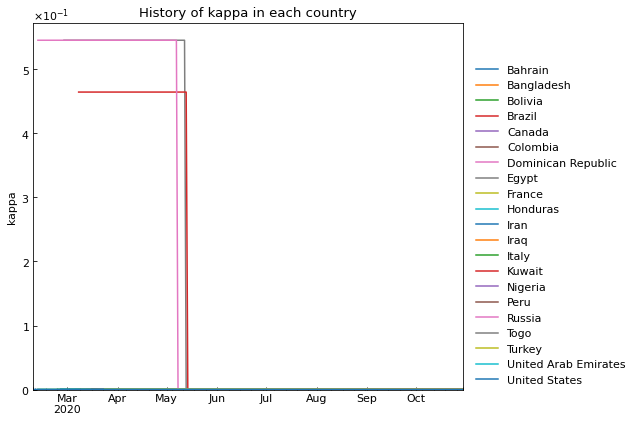 History of kappa in each country
×10⁻¹
5
4
3
2
1
0
kappa
Mar
2020
Apr
May
Jun
Jul
Aug
Sep
Oct
Bahrain
Bangladesh
Bolivia
Brazil
Canada
Colombia
Dominican Republic
Egypt
France
Honduras
Iran
Iraq
Italy
Kuwait
Nigeria
Peru
Russia
Togo
Turkey
United Arab Emirates
United States